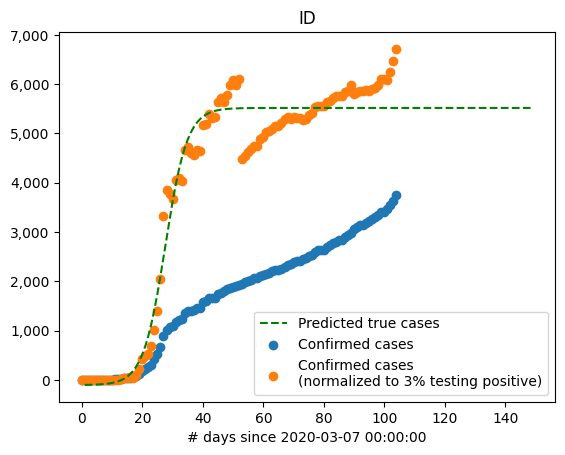 ID
7,000
6,000
5,000
4,000
3,000
2,000
1,000
0
Predicted true cases
Confirmed cases
Confirmed cases
(normalized to 3% testing positive)
0 20 40 60 80 100 120 140
# days since 2020-03-07 00:00:00